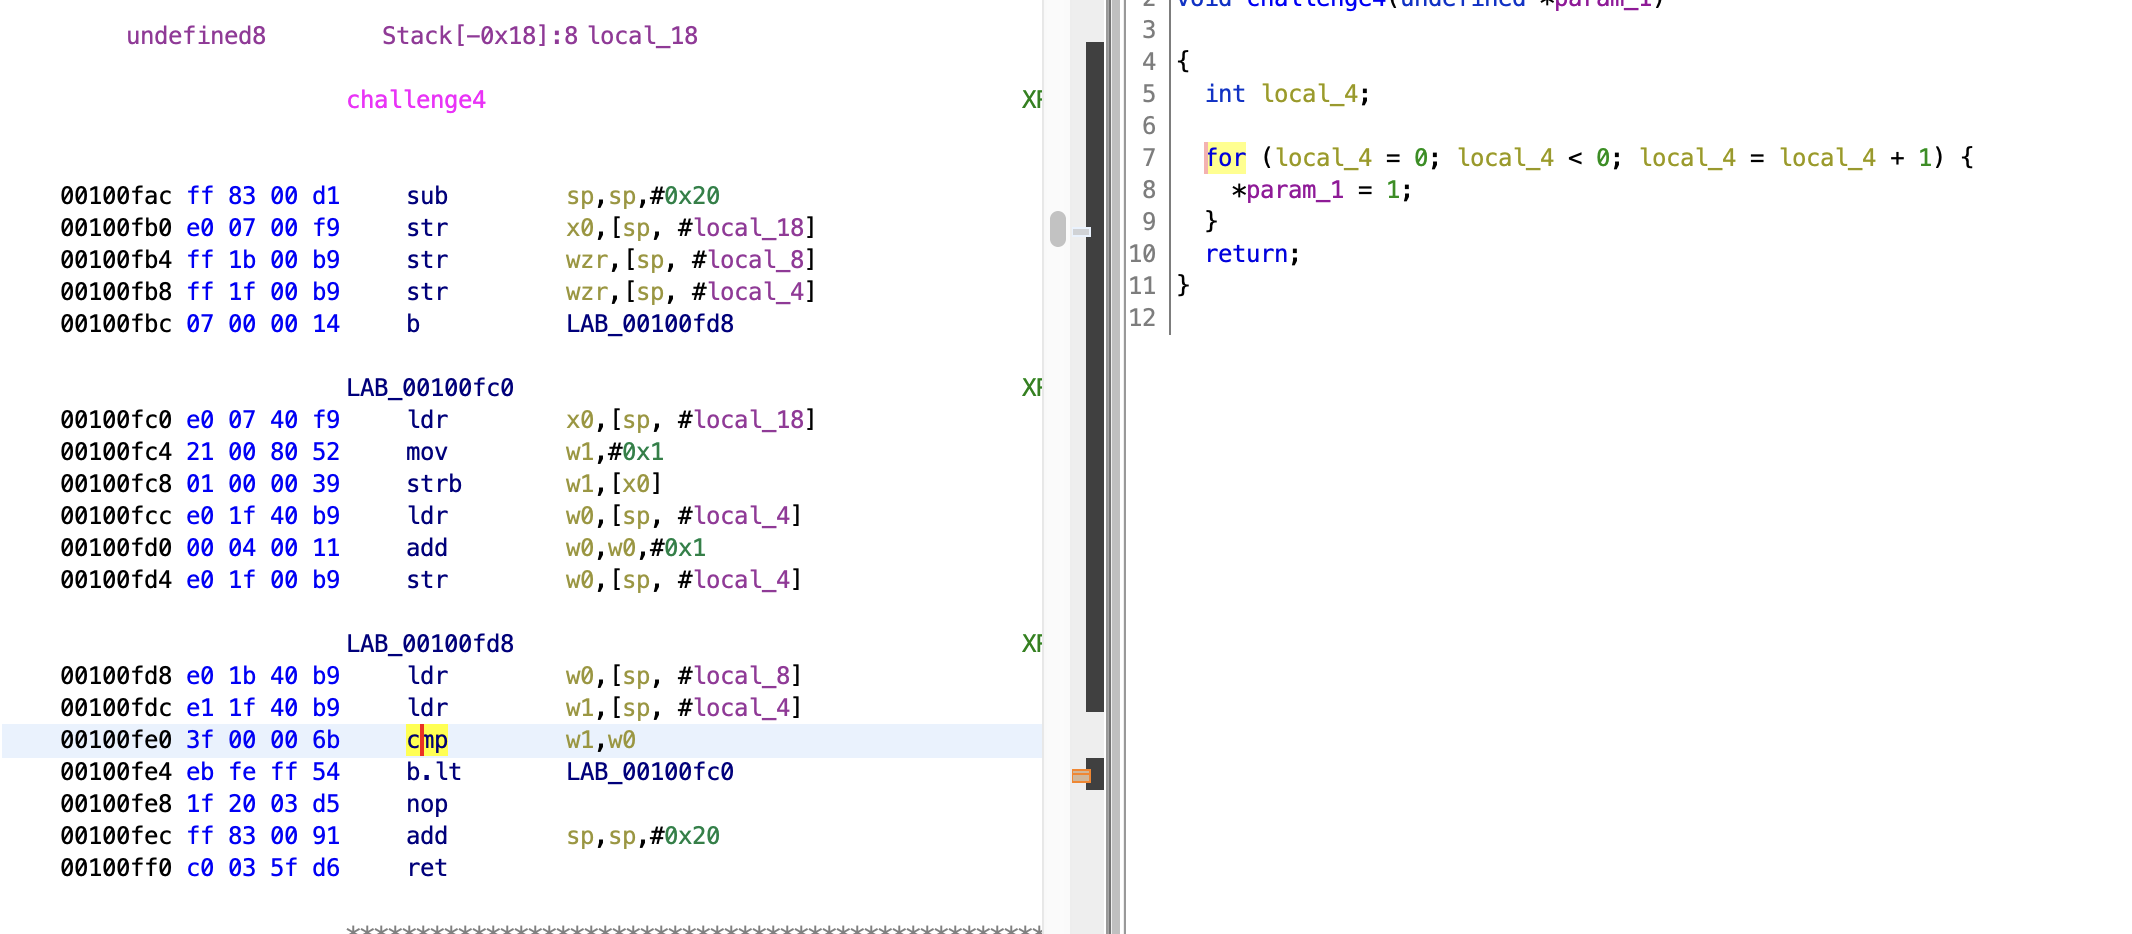 undefined8 Stack[-0x18]:8 local_18
challenge4
00100fac ff 83 00 d1 sub sp,sp,#0x20
00100fb0 e0 07 00 f9 str x0,[sp, #local_18]
00100fb4 ff 1b 00 b9 str wzr,[sp, #local_8]
00100fb8 ff 1f 00 b9 str wzr,[sp, #local_4]
00100fbc 07 00 00 14 b LAB_00100fd8
LAB_00100fc0
00100fc0 e0 07 40 f9 ldr x0,[sp, #local_18]
00100fc4 21 00 80 52 mov w1,#0x1
00100fc8 01 00 00 39 strb w1,[x0]
00100fcc e0 1f 40 b9 ldr w0,[sp, #local_4]
00100fd0 00 04 00 11 add w0,w0,#0x1
00100fd4 e0 1f 00 b9 str w0,[sp, #local_4]
LAB_00100fd8
00100fd8 e0 1b 40 b9 ldr w0,[sp, #local_8]
00100fdc e1 1f 40 b9 ldr w1,[sp, #local_4]
00100fe0 3f 00 00 6b cmp w1,w0
00100fe4 eb fe ff 54 b.lt LAB_00100fc0
00100fe8 1f 20 03 d5 nop
00100fec ff 83 00 91 add sp,sp,#0x20
00100ff0 c0 03 5f d6 ret
2 void challenge4(undefined *param_1)
3
4 {
5 int local_4;
6
7 for (local_4 = 0; local_4 < 0; local_4 = local_4 + 1) {
8 *param_1 = 1;
9 }
10 return;
11 }
12